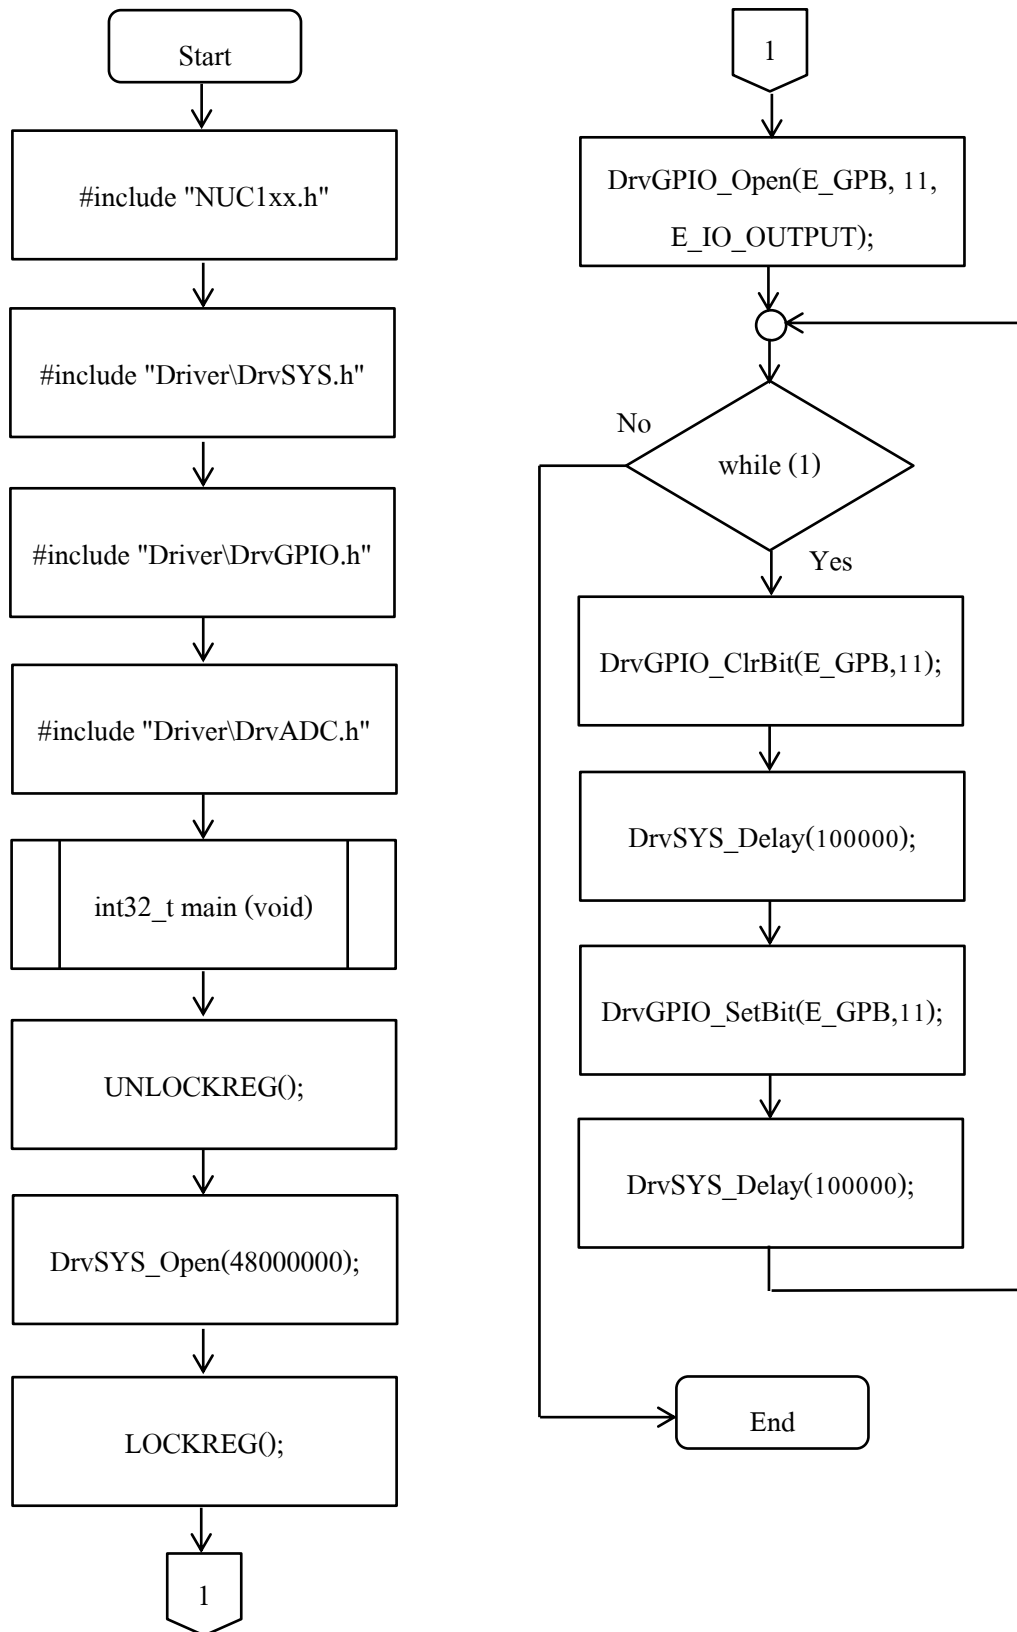 Start
#include "NUC1xx.h"
#include "Driver\DrvSYS.h"
#include "Driver\DrvGPIO.h"
#include "Driver\DrvADC.h"
int32_t main (void)
UNLOCKREG();
DrvSYS_Open(48000000);
LOCKREG();
1
1
DrvGPIO_Open(E_GPB, 11,
E_IO_OUTPUT);
No
while (1)
Yes
DrvGPIO_ClrBit(E_GPB,11);
DrvSYS_Delay(100000);
DrvGPIO_SetBit(E_GPB,11);
DrvSYS_Delay(100000);
End